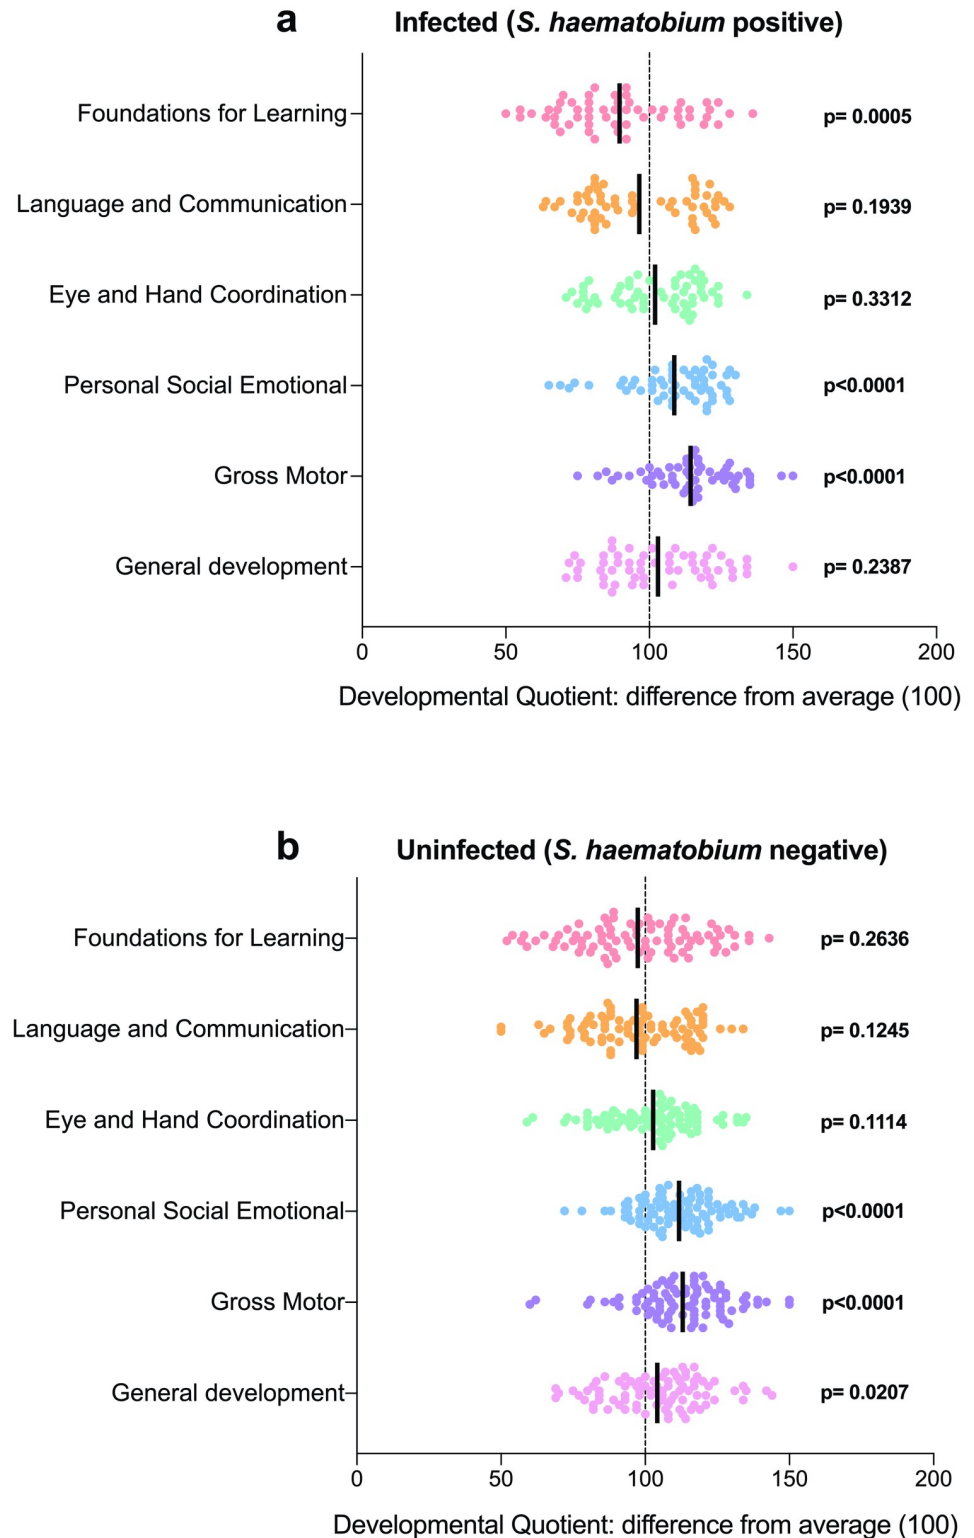 a Infected (S. haematobium positive)
Foundations for Learning p= 0.0005
Language and Communication p= 0.1939
Eye and Hand Coordination p= 0.3312
Personal Social Emotional p<0.0001
Gross Motor p<0.0001
General development p= 0.2387
0 50 100 150 200
Developmental Quotient: difference from average (100)
b Uninfected (S. haematobium negative)
Foundations for Learning p= 0.2636
Language and Communication p= 0.1245
Eye and Hand Coordination p= 0.1114
Personal Social Emotional p<0.0001
Gross Motor p<0.0001
General development p= 0.0207
0 50 100 150 200
Developmental Quotient: difference from average (100)